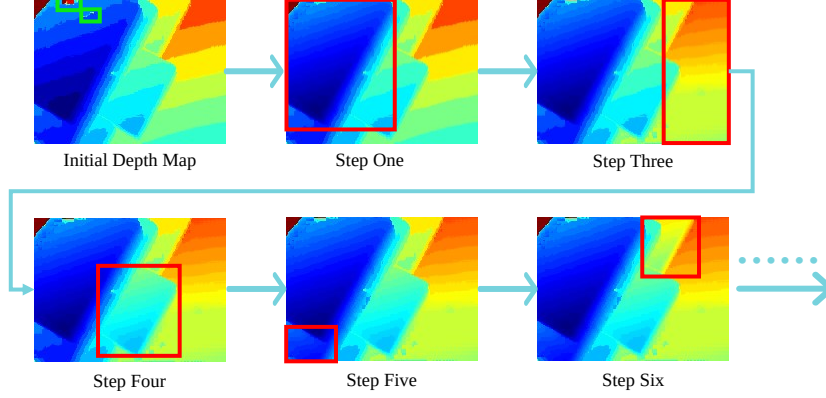 Initial Depth Map
Step One
Step Three
Step Four
Step Five
Step Six